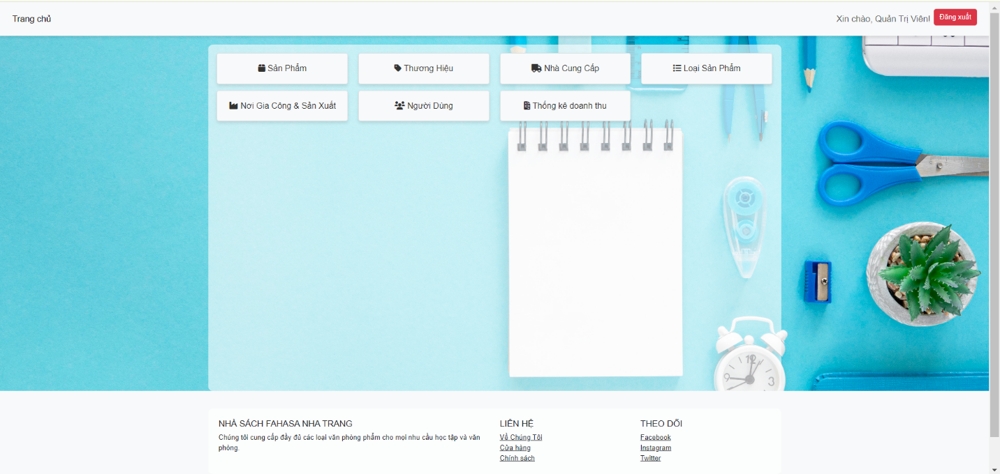 Trang chủ
Xin chào, Quản Trị Viên!
Đăng xuất
Sản Phẩm
Thương Hiệu
Nhà Cung Cấp
Loại Sản Phẩm
Nơi Gia Công & Sản Xuất
Người Dùng
Thống kê doanh thu
12
9
3
NHÀ SÁCH FAHASA NHA TRANG
Chúng tôi cung cấp đầy đủ các loại văn phòng phẩm cho mọi nhu cầu học tập và văn
phòng.
LIÊN HỆ
Về Chúng Tôi
Cửa hàng
Chính sách
THEO DÕI
Facebook
Instagram
Twitter